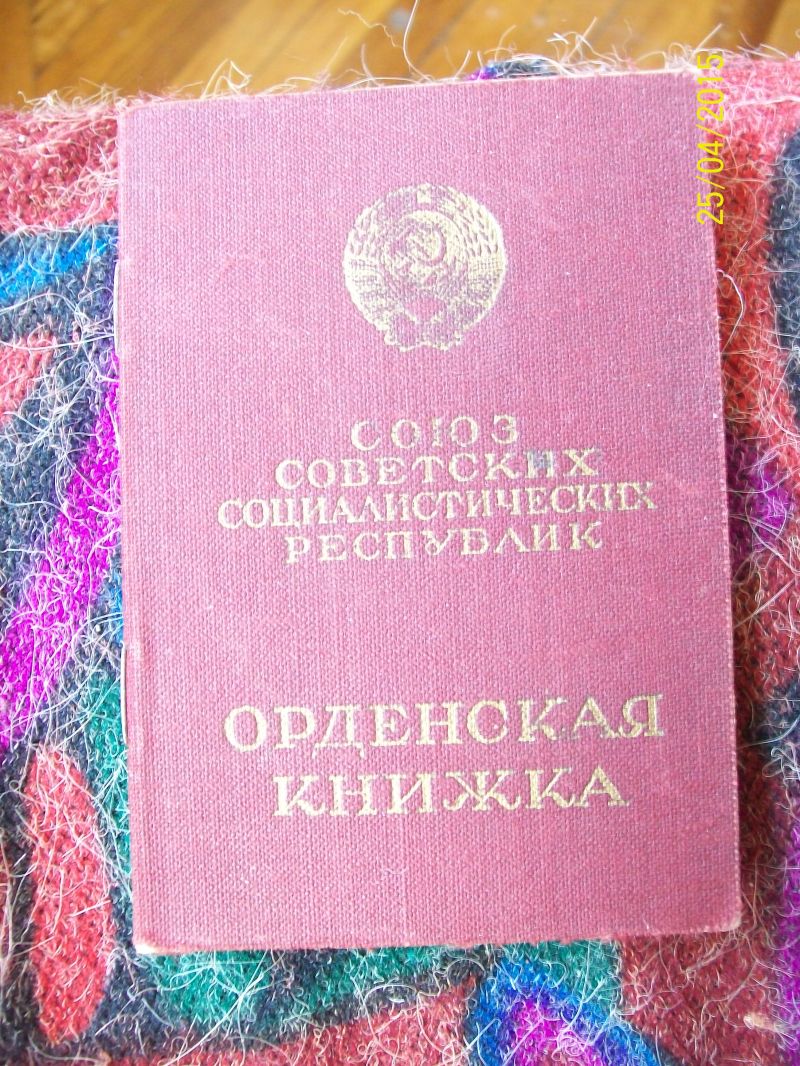 25/04/2015
СОЮЗ
СОВЕТСКИХ
СОЦИАЛИСТИЧЕСКИХ
РЕСПУБЛИК
ОРДЕНСКАЯ
КНИЖКА